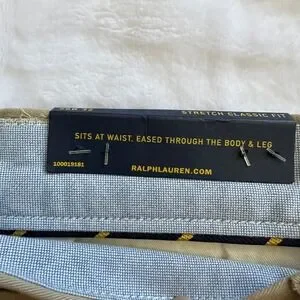 STRETCH CLASSIC FIT
SITS AT WAIST. EASED THROUGH THE BODY & LEG
100019181
RALPHLAUREN.COM